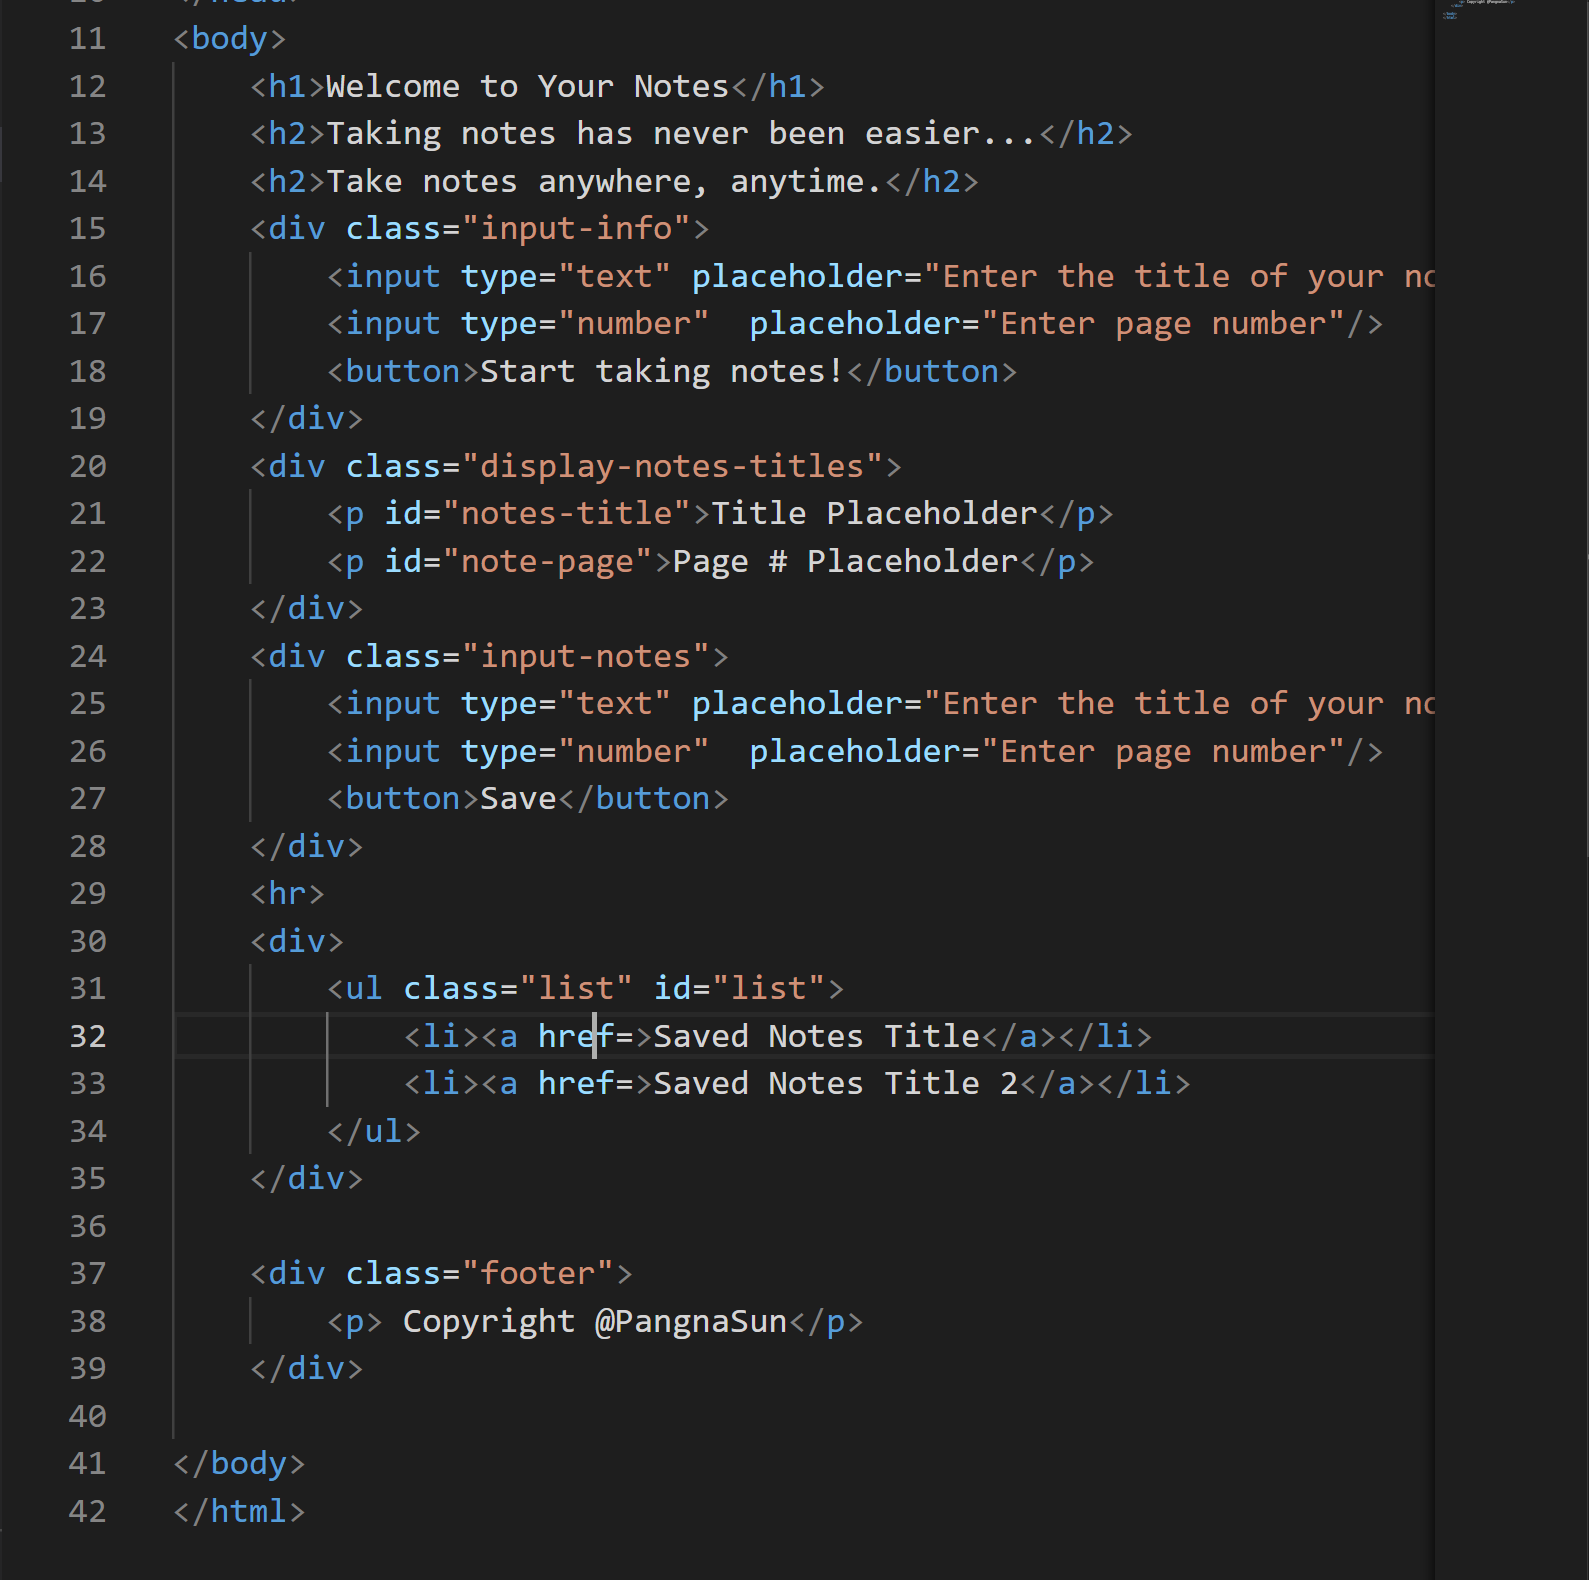 11 <body>
12 <h1>Welcome to Your Notes</h1>
13 <h2>Taking notes has never been easier...</h2>
14 <h2>Take notes anywhere, anytime.</h2>
15 <div class="input-info">
16 <input type="text" placeholder="Enter the title of your
17 <input type="number"  placeholder="Enter page number"/>
18 <button>Start taking notes!</button>
19 </div>
20 <div class="display-notes-titles">
21 <p id="notes-title">Title Placeholder</p>
22 <p id="note-page">Page # Placeholder</p>
23 </div>
24 <div class="input-notes">
25 <input type="text" placeholder="Enter the title of your
26 <input type="number"  placeholder="Enter page number"/>
27 <button>Save</button>
28 </div>
29 <hr>
30 <div>
31 <ul class="list" id="list">
32 <li><a href=>Saved Notes Title</a></li>
33 <li><a href=>Saved Notes Title 2</a></li>
34 </ul>
35 </div>
36
37 <div class="footer">
38 <p> Copyright @PangnaSun</p>
39 </div>
40
41 </body>
42 </html>